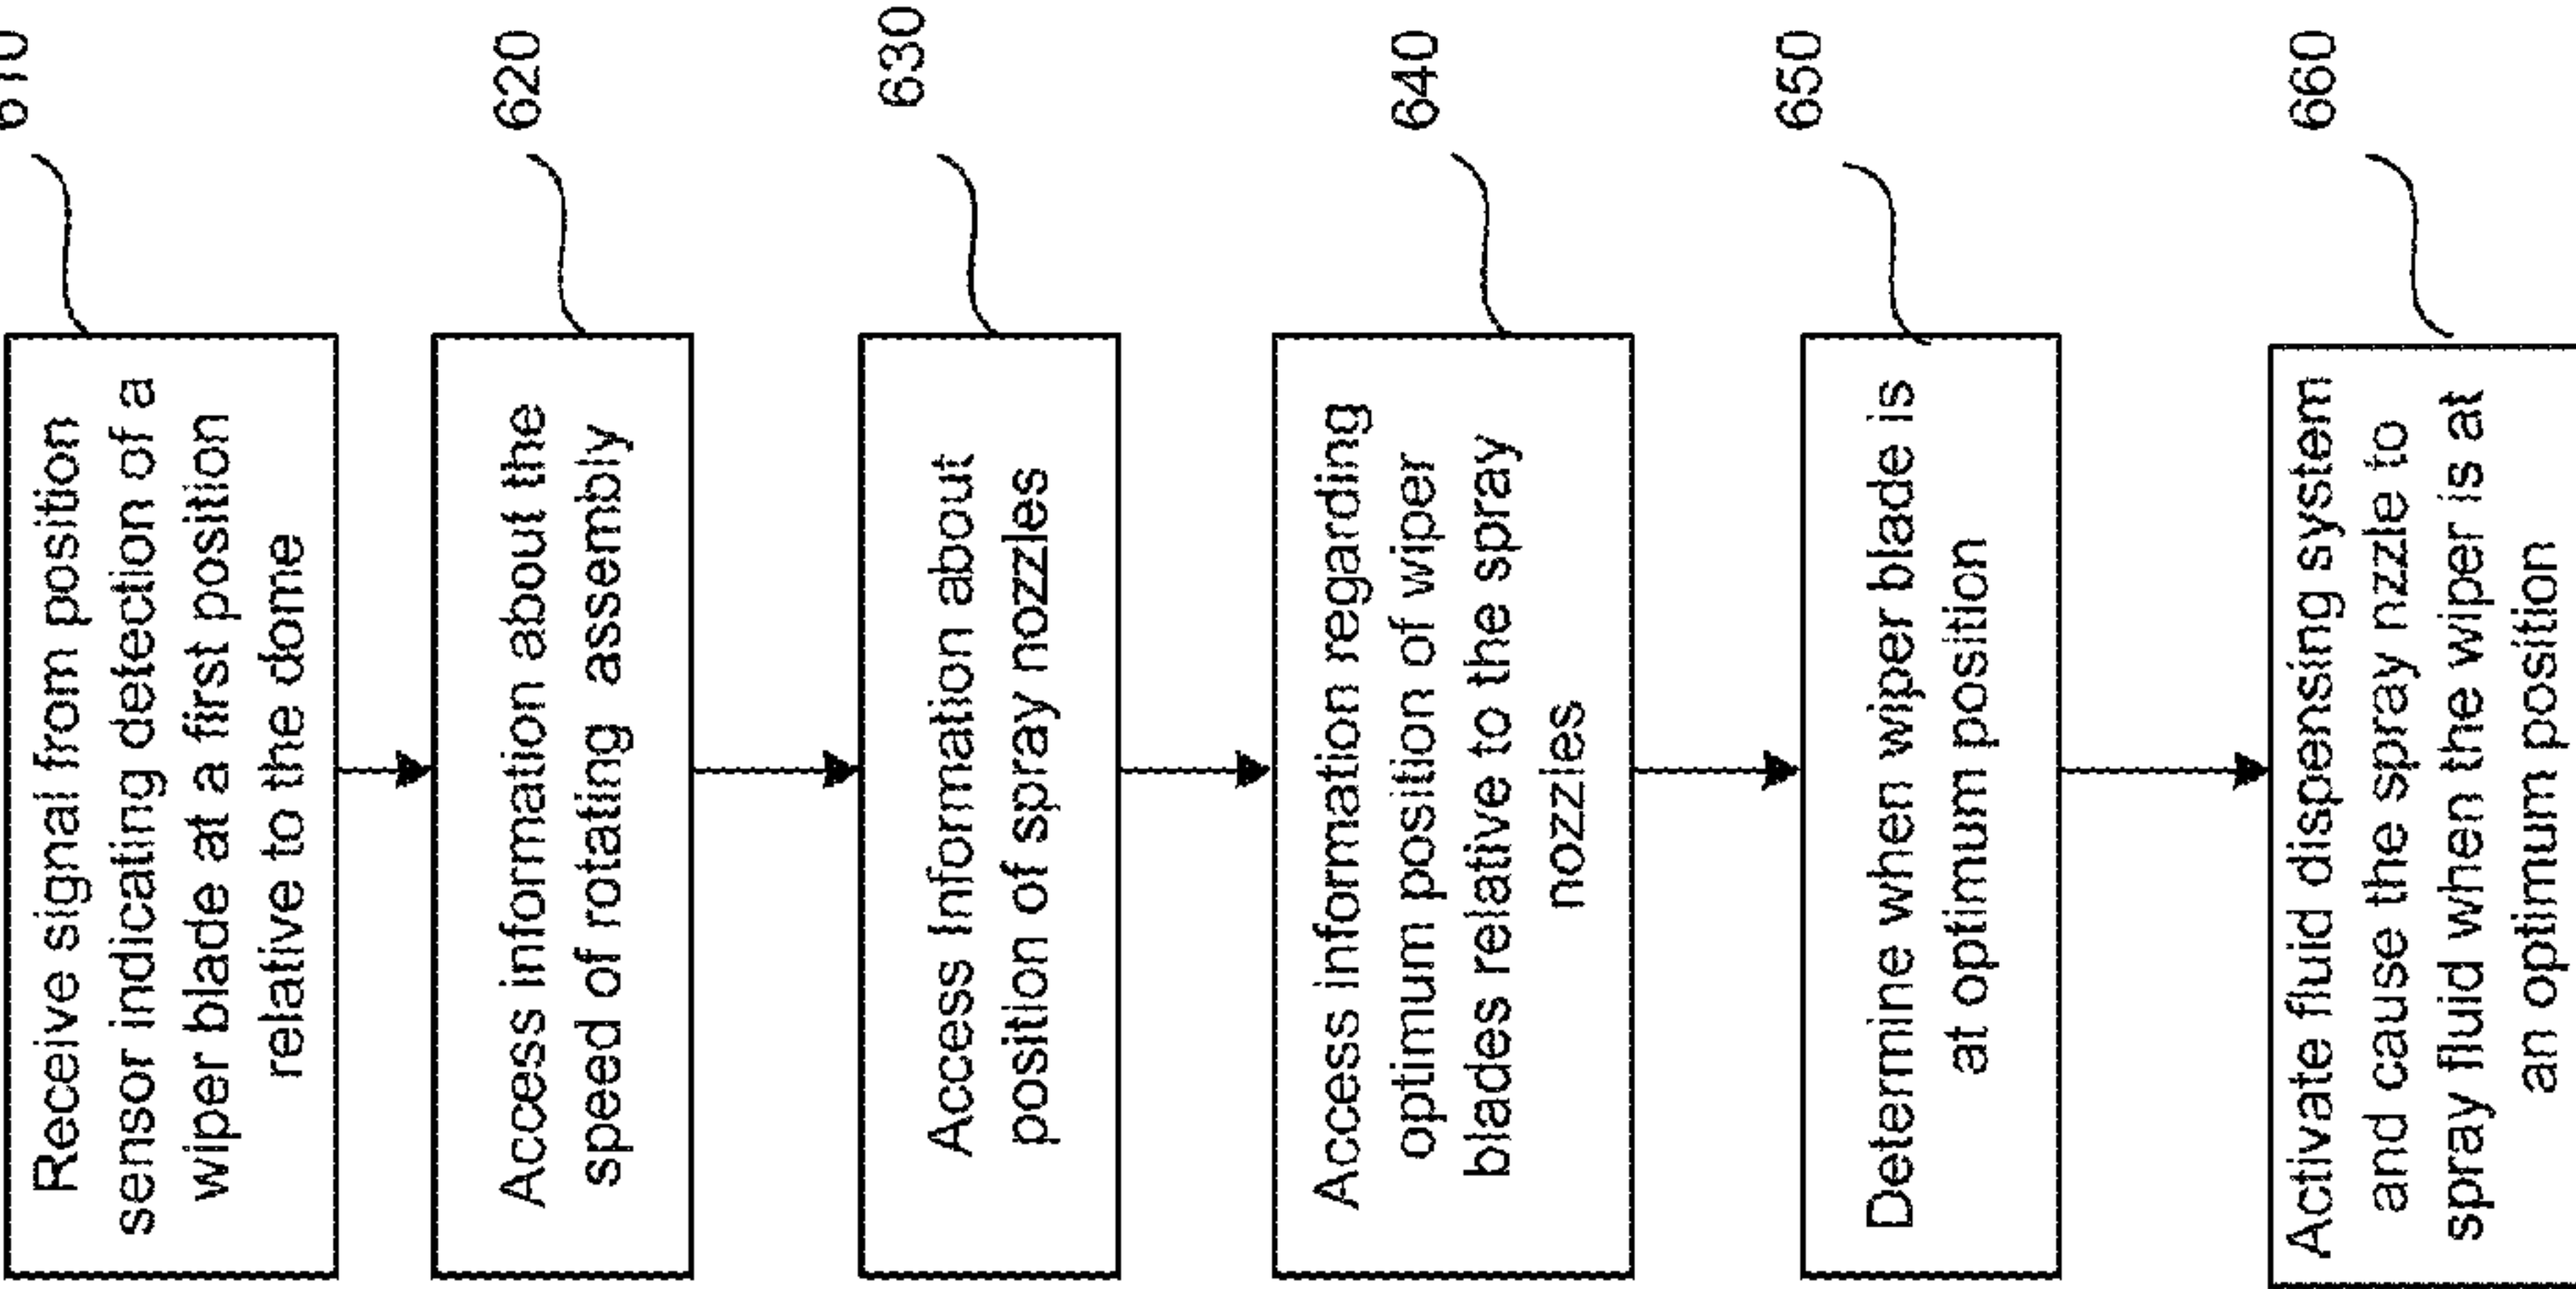 610
Receive signal from position
sensor indicating detection of a
wiper blade at a first position
relative to the dome
620
Access information about the
speed of rotating assembly
630
Access Information about
position of spray nozzles
640
Access information regarding
optimum position of wiper
blades relative to the spray
nozzles
650
Determine when wiper blade is
at optimum position
660
Activate fluid dispensing system
and cause the spray nzzle to
spray fluid when the wiper is at
an optimum position